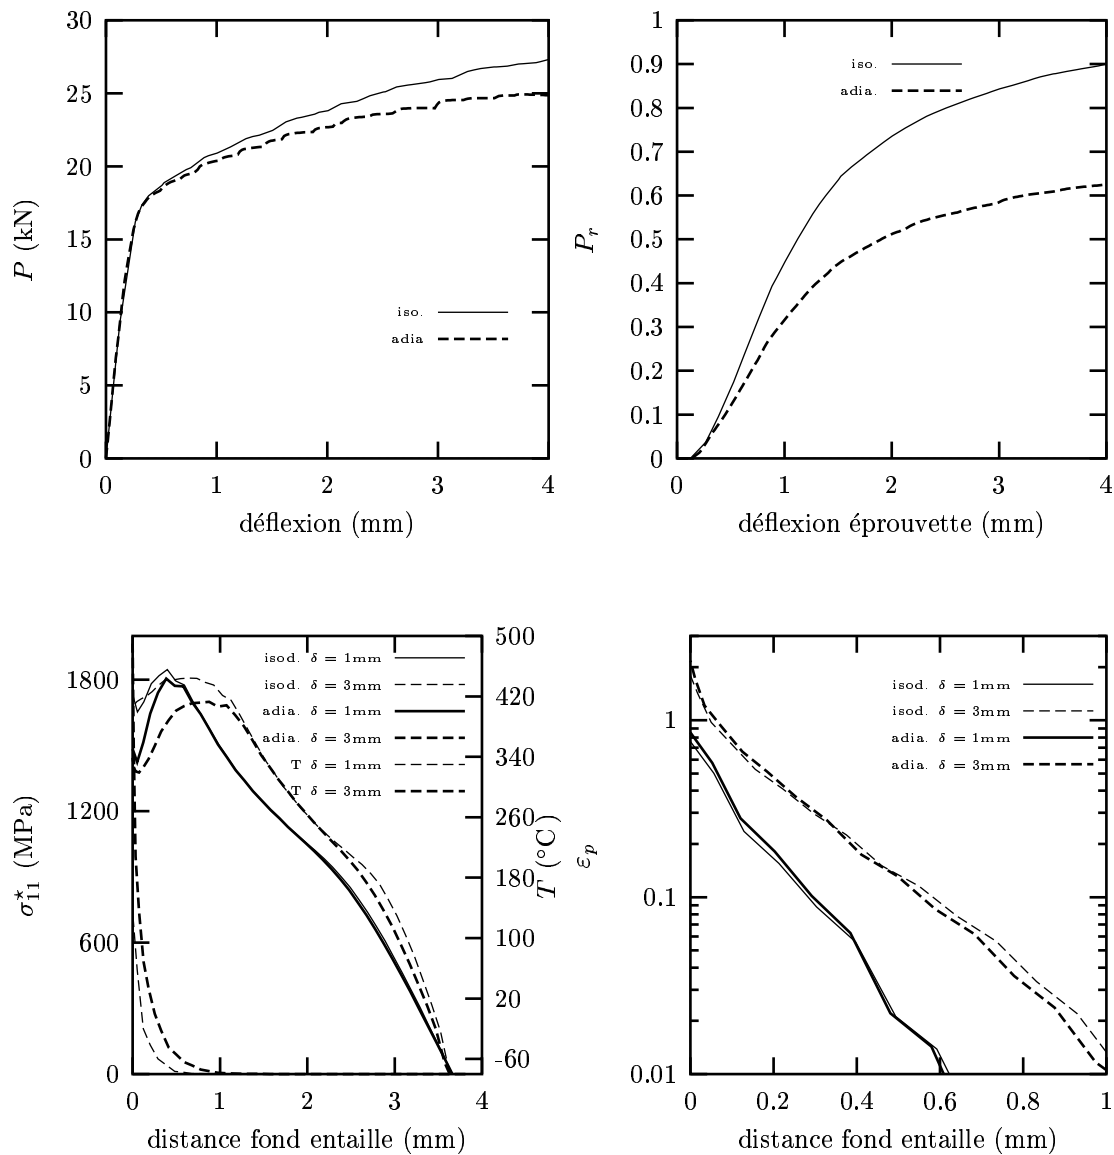 30
25
20
15
10
5
0
P (kN)
iso.
adia
0 1 2 3 4
déflexion (mm)
1
0.9
0.8
0.7
0.6
0.5
0.4
0.3
0.2
0.1
0
P_r
iso.
adia.
0 1 2 3 4
déflexion éprouvette (mm)
1800
1200
600
0
σ*11 (MPa)
500
420
340
260
180
100
20
-60
T (°C)
isod. δ = 1mm
isod. δ = 3mm
adia. δ = 1mm
adia. δ = 3mm
T δ = 1mm
T δ = 3mm
0 1 2 3 4
distance fond entaille (mm)
1
0.1
0.01
ε_p
isod. δ = 1mm
isod. δ = 3mm
adia. δ = 1mm
adia. δ = 3mm
0 0.2 0.4 0.6 0.8 1
distance fond entaille (mm)